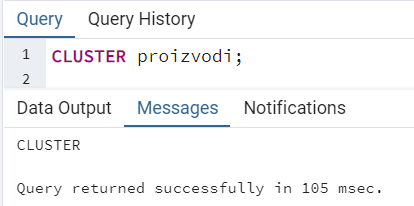 Query Query History
1 CLUSTER proizvodi;
2
Data Output Messages Notifications
CLUSTER
Query returned successfully in 105 msec.